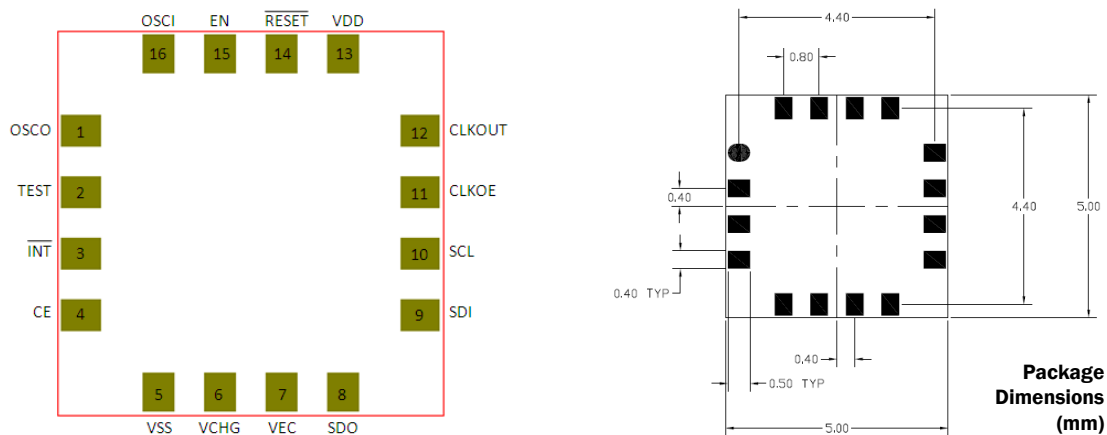 OSCI EN RESET VDD
16 15 14 13
OSCO 1 12 CLKOUT
TEST 2 11 CLKOE
INT 3 10 SCL
CE 4 9 SDI
5 6 7 8
VSS VCHG VEC SDO
4.40
0.80
0.40
4.40
5.00
0.40 TYP
0.40
0.50 TYP
5.00
Package
Dimensions
(mm)